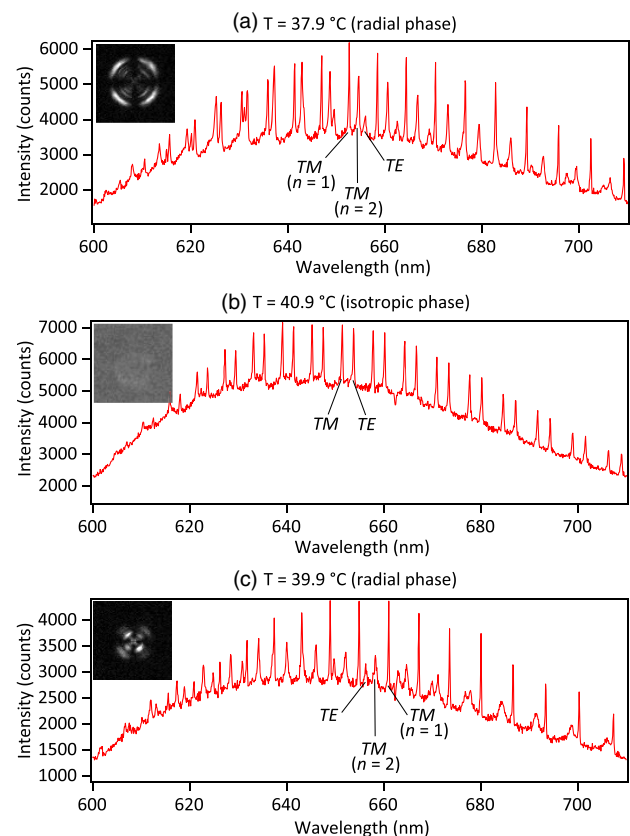 (a) T = 37.9 °C (radial phase)
Intensity (counts)
6000
5000
4000
3000
2000
TM
(n = 1)
TM
(n = 2)
TE
600 620 640 660 680 700
Wavelength (nm)
(b) T = 40.9 °C (isotropic phase)
Intensity (counts)
7000
6000
5000
4000
3000
2000
TM TE
600 620 640 660 680 700
Wavelength (nm)
(c) T = 39.9 °C (radial phase)
Intensity (counts)
4000
3500
3000
2500
2000
1500
1000
TE
TM
(n = 2)
TM
(n = 1)
600 620 640 660 680 700
Wavelength (nm)